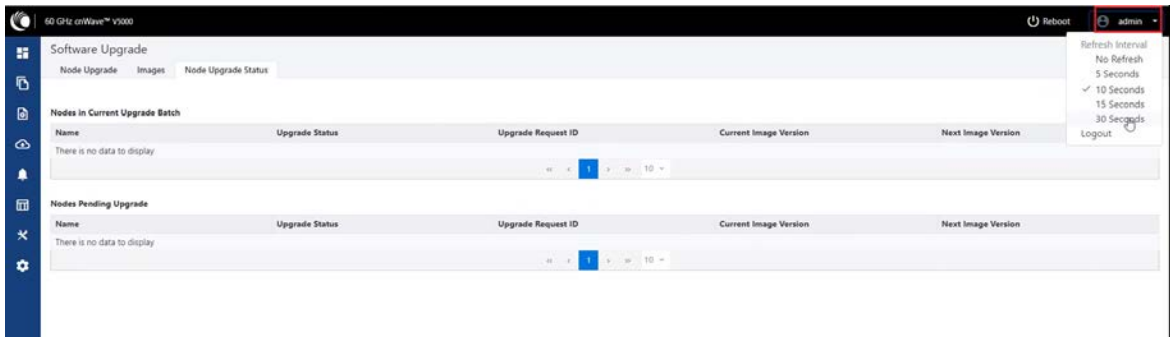 60 GHz cnWave™ V5000 Reboot admin
Software Upgrade
Node Upgrade Images Node Upgrade Status
Refresh Interval
No Refresh
5 Seconds
✓ 10 Seconds
15 Seconds
30 Seconds
Logout
Nodes in Current Upgrade Batch
Name Upgrade Status Upgrade Request ID Current Image Version Next Image Version
There is no data to display
« ‹ 1 › » 10
Nodes Pending Upgrade
Name Upgrade Status Upgrade Request ID Current Image Version Next Image Version
There is no data to display
« ‹ 1 › » 10